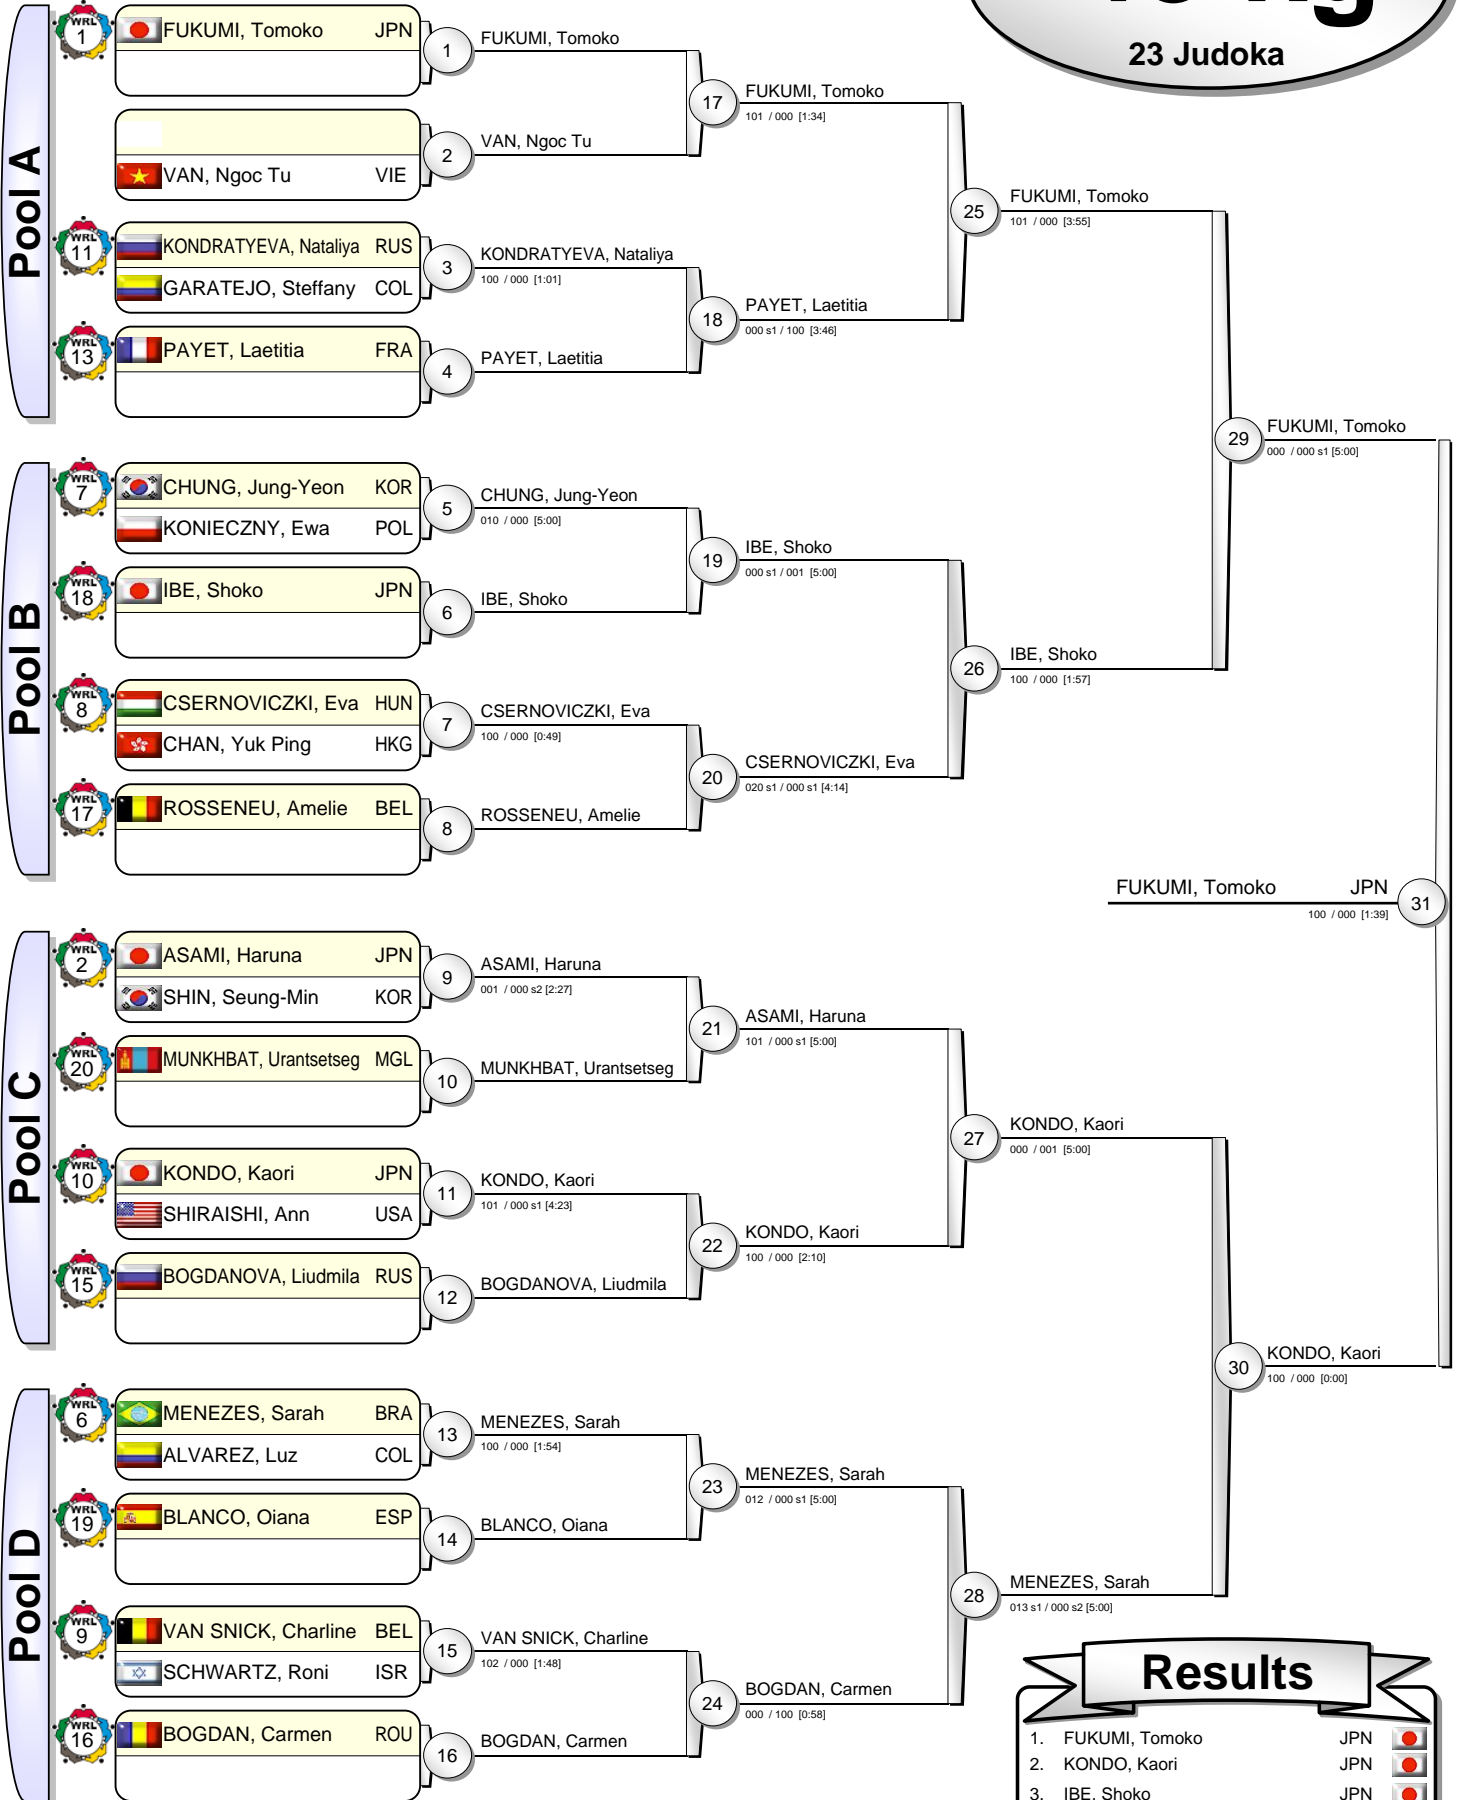 23 Judoka
Pool A
WRL 1 FUKUMI, Tomoko JPN
VAN, Ngoc Tu VIE
WRL 11 KONDRATYEVA, Nataliya RUS
GARATEJO, Steffany COL
WRL 13 PAYET, Laetitia FRA
1 FUKUMI, Tomoko
2 VAN, Ngoc Tu
3 KONDRATYEVA, Nataliya
100 / 000 [1:01]
4 PAYET, Laetitia
17 FUKUMI, Tomoko
101 / 000 [1:34]
18 PAYET, Laetitia
000 s1 / 100 [3:46]
25 FUKUMI, Tomoko
101 / 000 [3:55]
Pool B
WRL 7 CHUNG, Jung-Yeon KOR
KONIECZNY, Ewa POL
WRL 18 IBE, Shoko JPN
WRL 8 CSERNOVICZKI, Eva HUN
CHAN, Yuk Ping HKG
WRL 17 ROSSENEU, Amelie BEL
5 CHUNG, Jung-Yeon
010 / 000 [5:00]
6 IBE, Shoko
7 CSERNOVICZKI, Eva
100 / 000 [0:49]
8 ROSSENEU, Amelie
19 IBE, Shoko
000 s1 / 001 [5:00]
20 CSERNOVICZKI, Eva
020 s1 / 000 s1 [4:14]
26 IBE, Shoko
100 / 000 [1:57]
29 FUKUMI, Tomoko
000 / 000 s1 [5:00]
FUKUMI, Tomoko JPN 31
100 / 000 [1:39]
Pool C
WRL 2 ASAMI, Haruna JPN
SHIN, Seung-Min KOR
WRL 20 MUNKHBAT, Urantsetseg MGL
WRL 10 KONDO, Kaori JPN
SHIRAISHI, Ann USA
WRL 15 BOGDANOVA, Liudmila RUS
9 ASAMI, Haruna
001 / 000 s2 [2:27]
10 MUNKHBAT, Urantsetseg
11 KONDO, Kaori
101 / 000 s1 [4:23]
12 BOGDANOVA, Liudmila
21 ASAMI, Haruna
101 / 000 s1 [5:00]
22 KONDO, Kaori
100 / 000 [2:10]
27 KONDO, Kaori
000 / 001 [5:00]
Pool D
WRL 6 MENEZES, Sarah BRA
ALVAREZ, Luz COL
WRL 19 BLANCO, Oiana ESP
WRL 9 VAN SNICK, Charline BEL
SCHWARTZ, Roni ISR
WRL 16 BOGDAN, Carmen ROU
13 MENEZES, Sarah
100 / 000 [1:54]
14 BLANCO, Oiana
15 VAN SNICK, Charline
102 / 000 [1:48]
16 BOGDAN, Carmen
23 MENEZES, Sarah
012 / 000 s1 [5:00]
24 BOGDAN, Carmen
000 / 100 [0:58]
28 MENEZES, Sarah
013 s1 / 000 s2 [5:00]
30 KONDO, Kaori
100 / 000 [0:00]
Results
1. FUKUMI, Tomoko JPN
2. KONDO, Kaori JPN
3. IBE, Shoko JPN